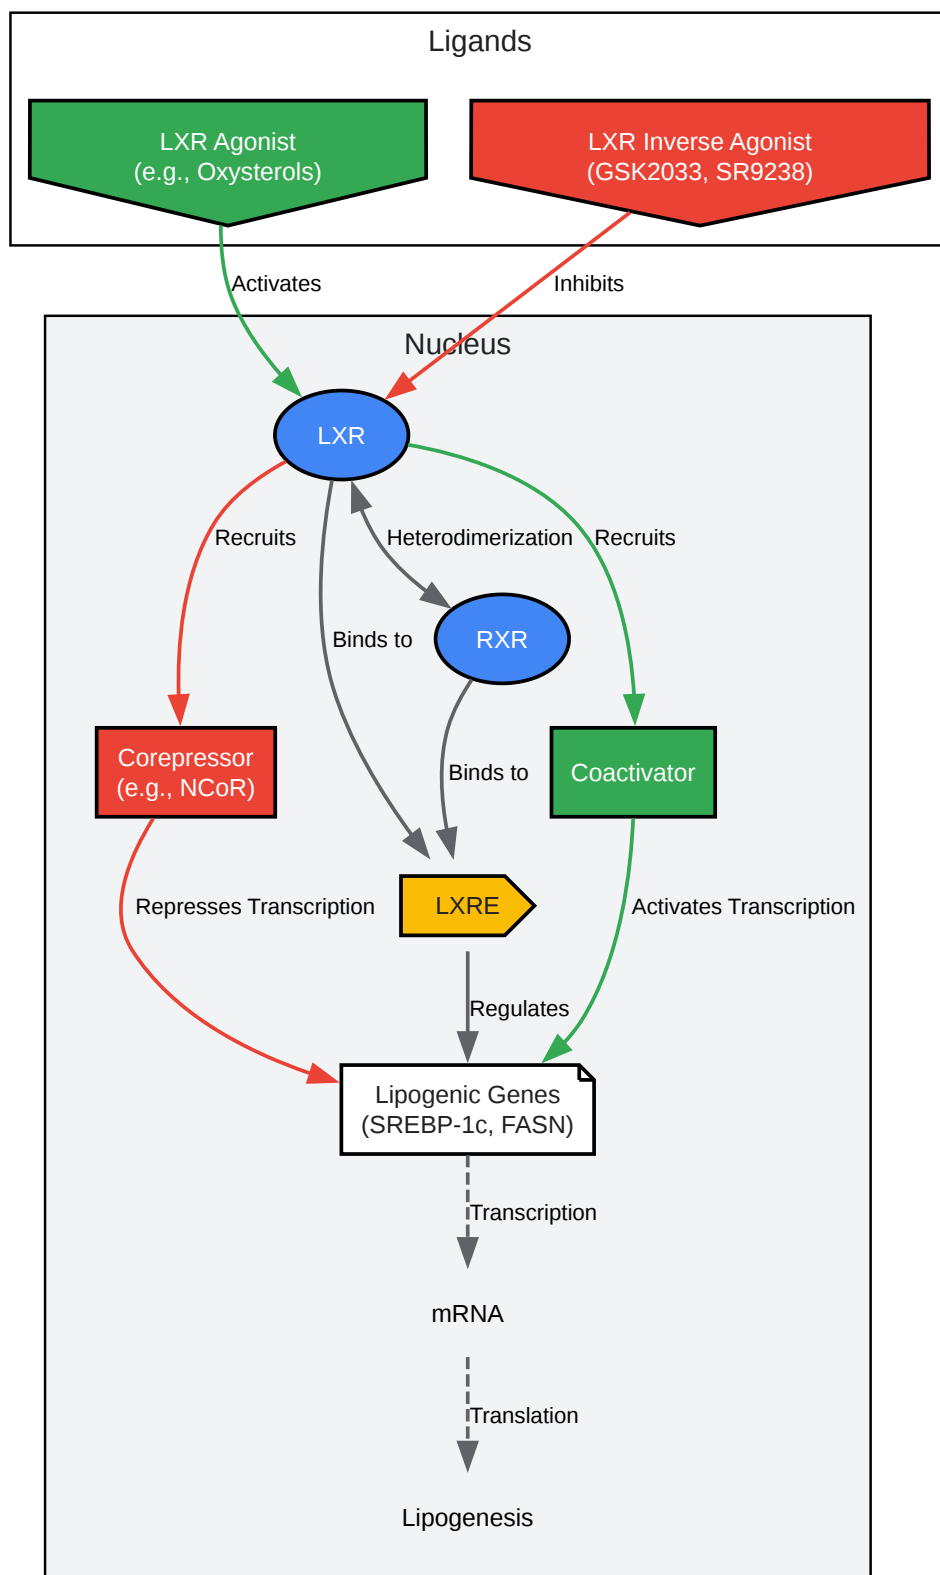 Ligands
LXR Agonist
(e.g., Oxysterols)
LXR Inverse Agonist
(GSK2033, SR9238)
Activates
Inhibits
Nucleus
LXR
Recruits
Heterodimerization
Recruits
Binds to
RXR
Corepressor
(e.g., NCoR)
Binds to
Coactivator
Represses Transcription
LXRE
Activates Transcription
Regulates
Lipogenic Genes
(SREBP-1c, FASN)
Transcription
mRNA
Translation
Lipogenesis